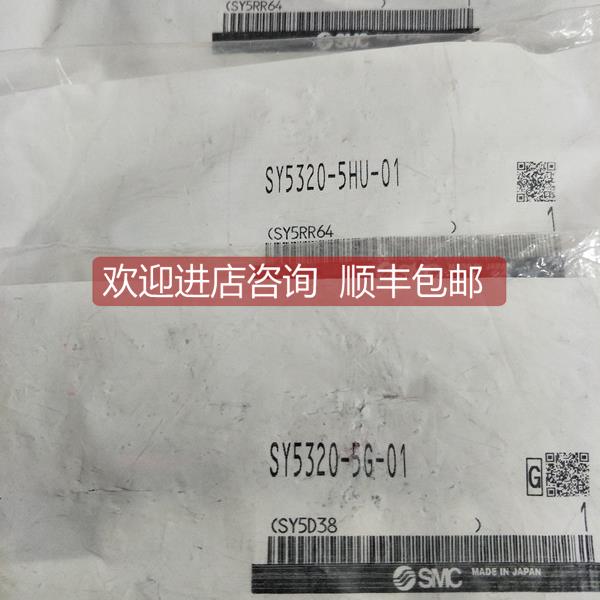 (SY5RR64
SMC
SY5320-5HU-01
(SY5RR64 )
1
欢迎进店咨询 顺丰包邮
SY5320-5G-01
G
(SY5D38 )
1
SMC MADE IN JAPAN